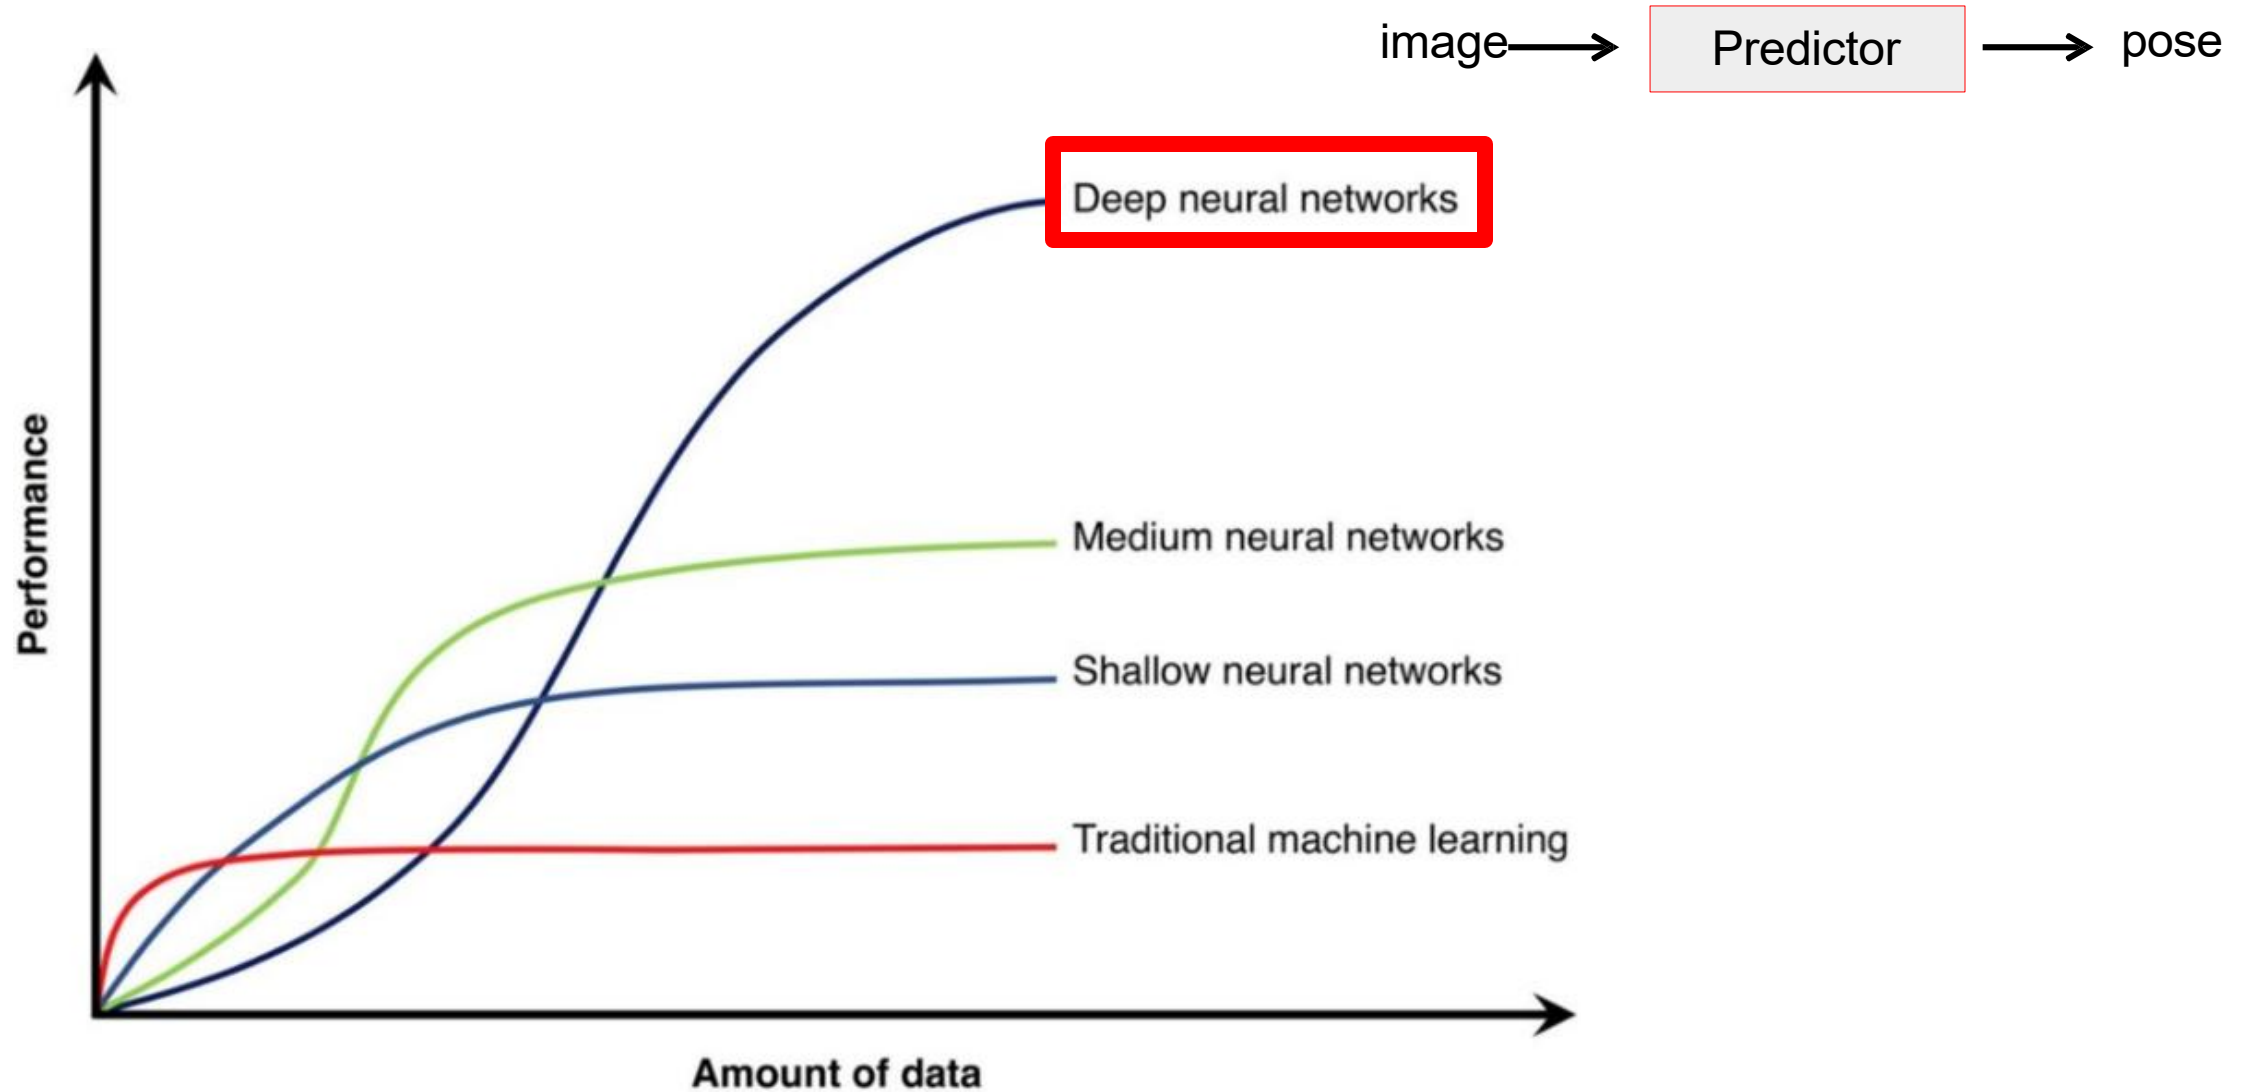 image
Predictor
pose
Deep neural networks
Medium neural networks
Shallow neural networks
Traditional machine learning
Performance
Amount of data